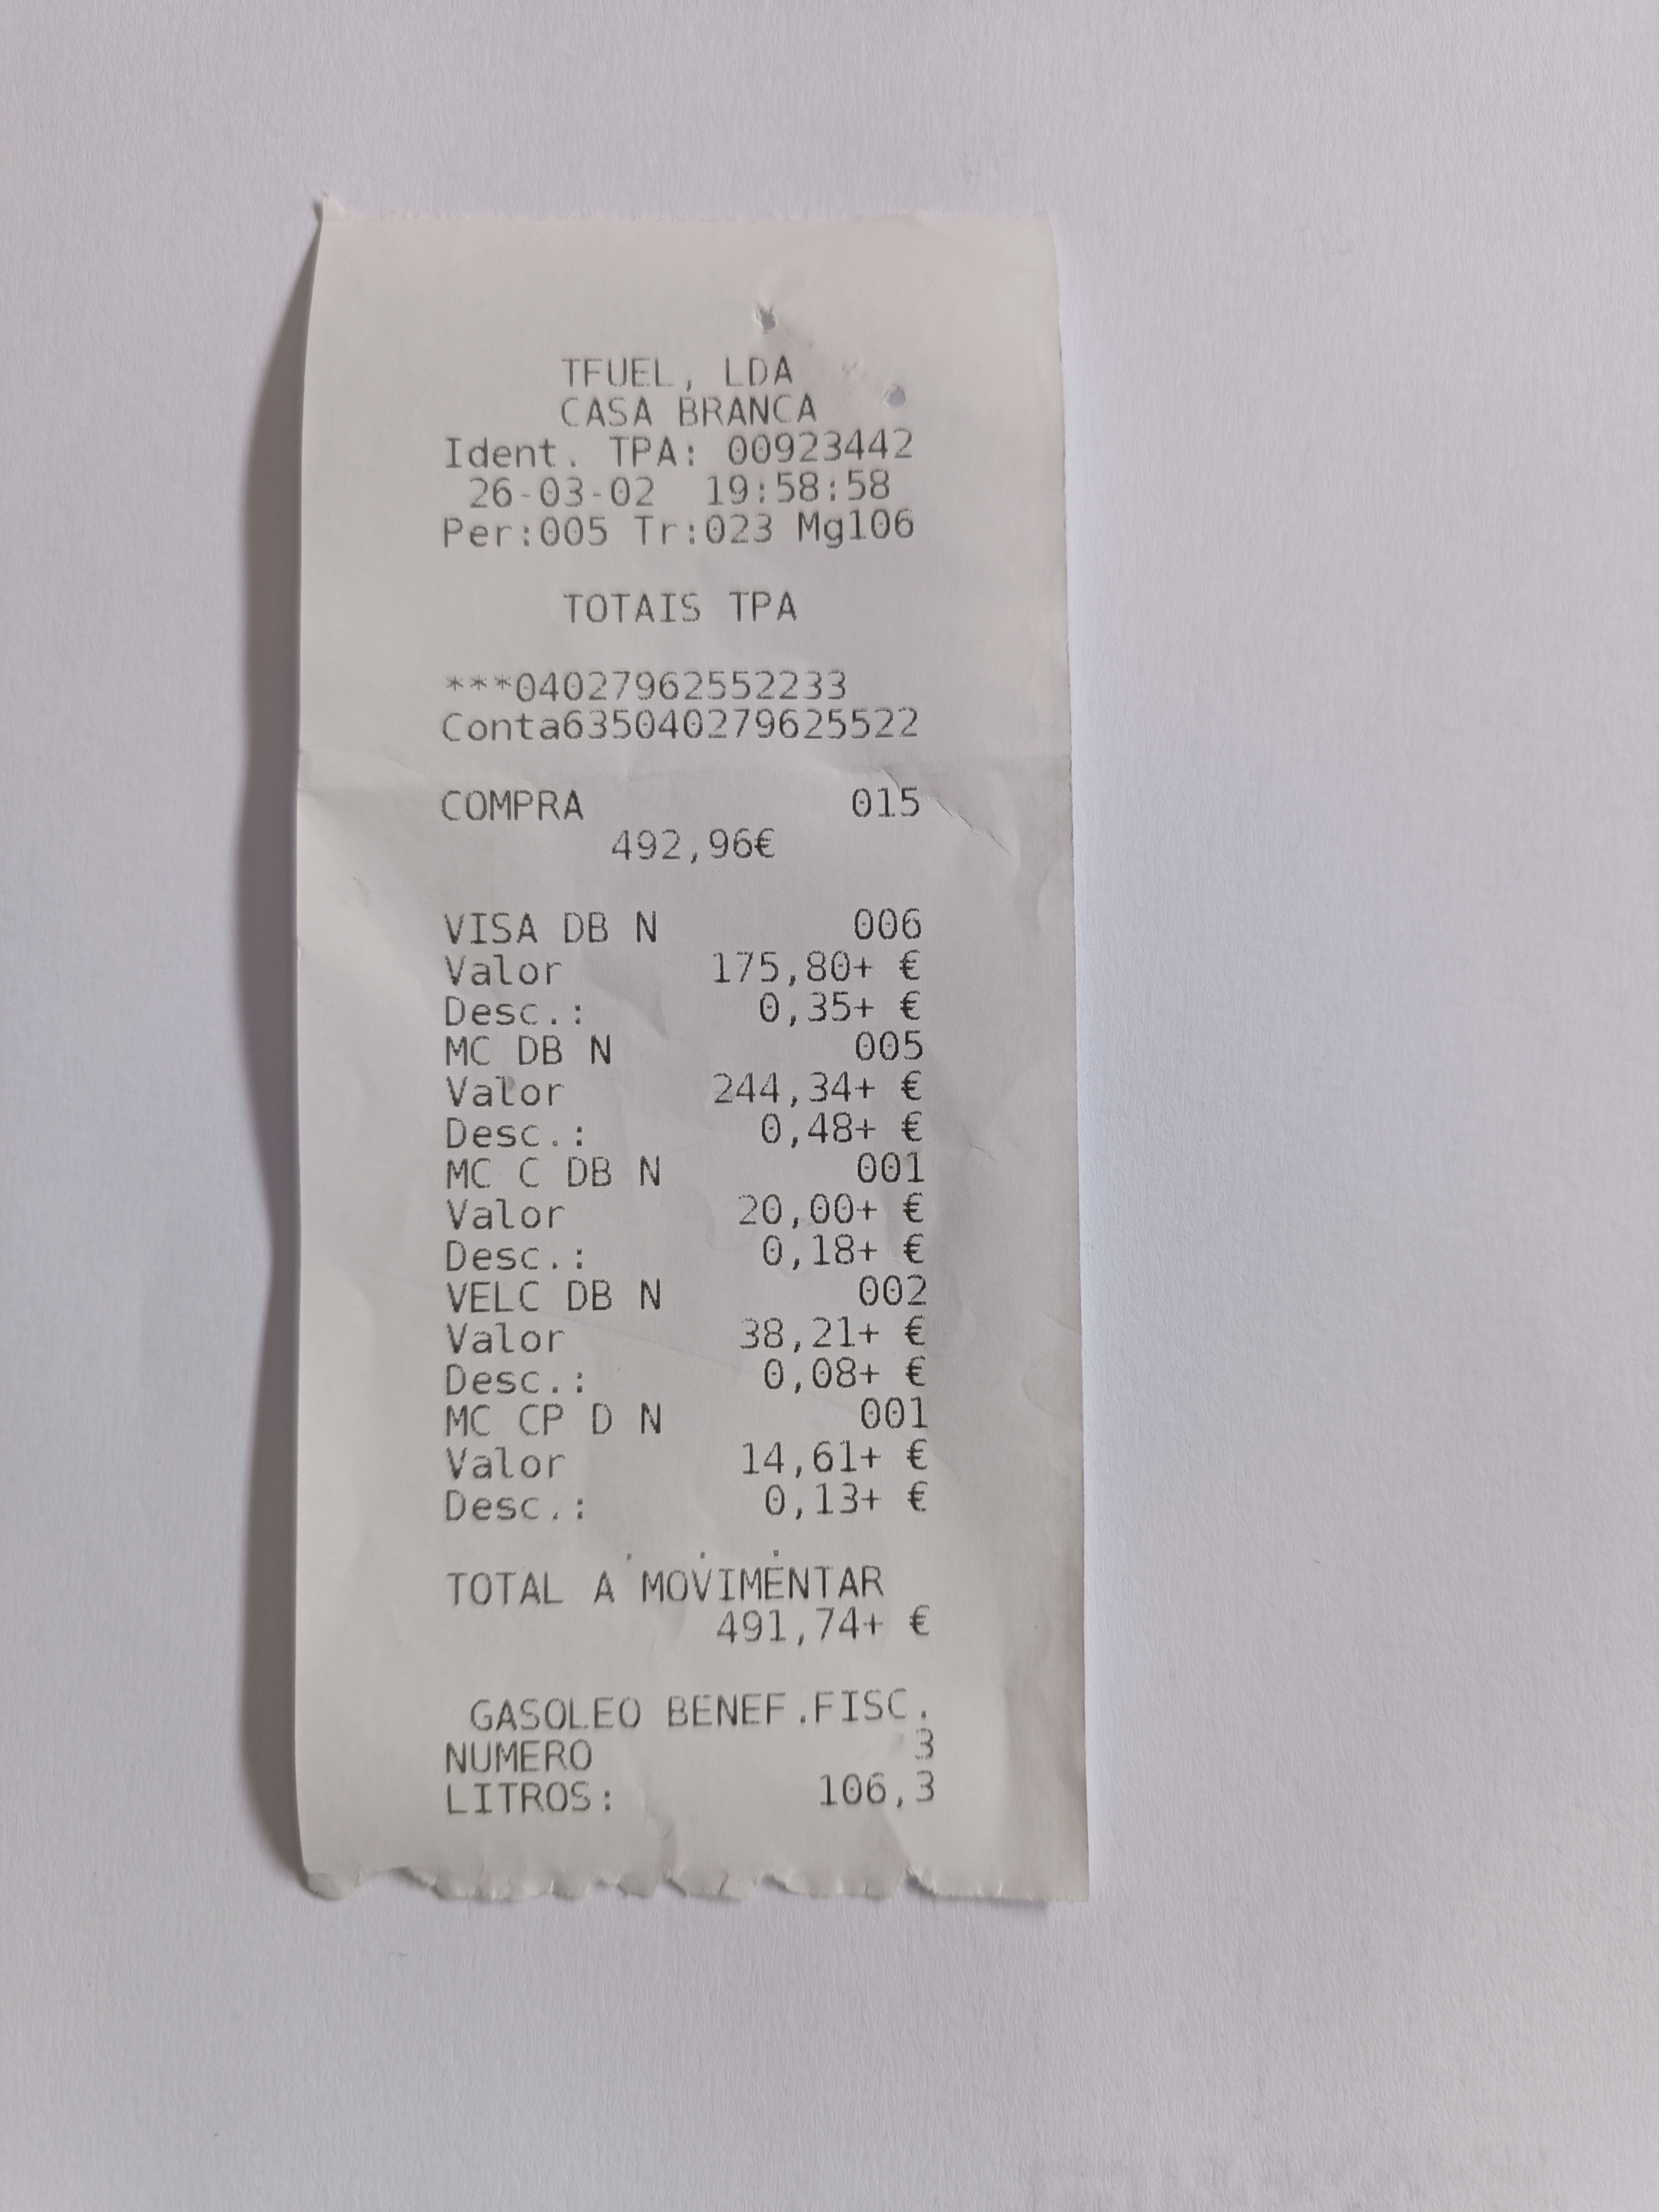 TFUEL, LDA
CASA BRANCA
Ident. TPA: 00923442
26-03-02 19:58:58
Per:005 Tr:023 Mg106
TOTAIS TPA
***04027962552233
Conta635040279625522
COMPRA 015
492,96€
VISA DB N 006
Valor 175,80+ €
Desc.: 0,35+ €
MC DB N 005
Valor 244,34+ €
Desc.: 0,48+ €
MC C DB N 001
Valor 20,00+ €
Desc.: 0,18+ €
VELC DB N 002
Valor 38,21+ €
Desc.: 0,08+ €
MC CP D N 001
Valor 14,61+ €
Desc.: 0,13+ €
TOTAL A MOVIMENTAR
491,74+ €
GASOLEO BENEF.FISC.
NUMERO 3
LITROS: 106,3